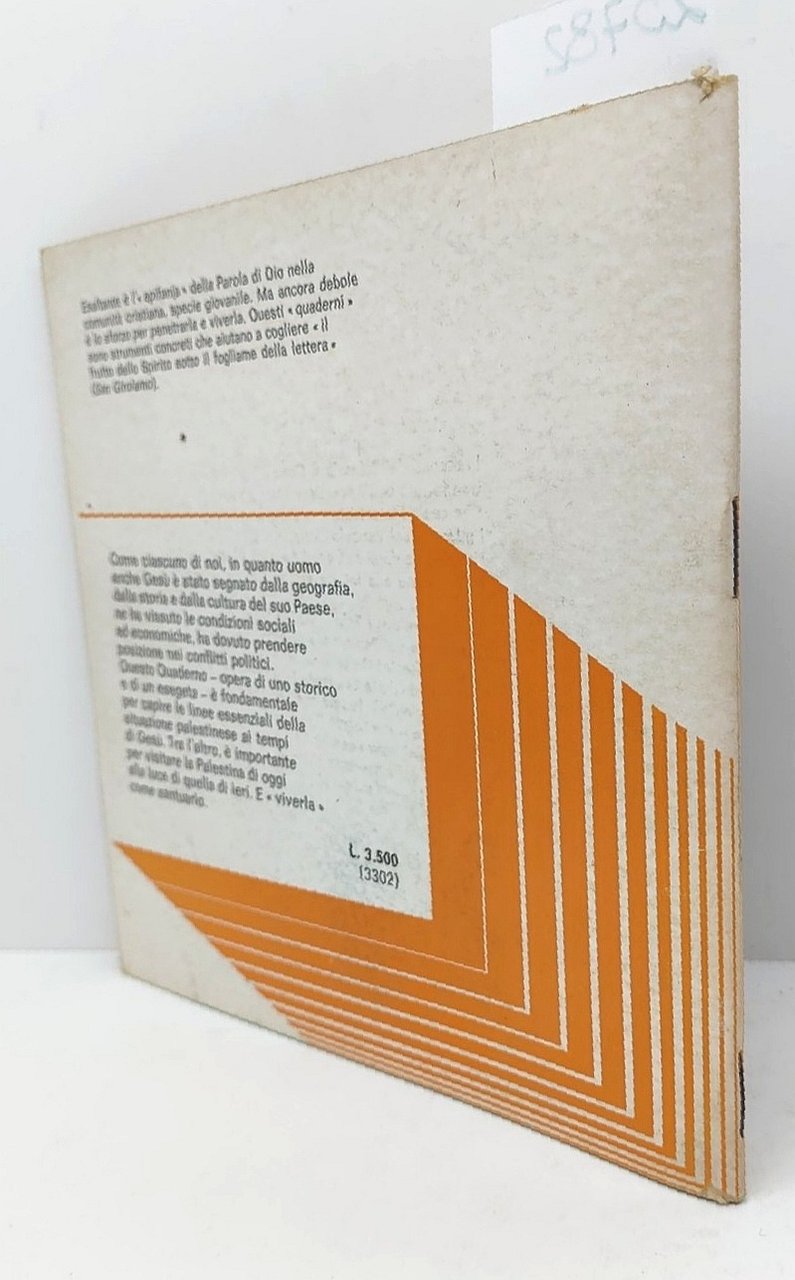 Esaltante è l'« epifania » della Parola di Dio nella
comunità cristiana, specie giovanile. Ma ancora debole
è lo sforzo per penetrarla e viverla. Questi « quaderni »
sono strumenti concreti che aiutano a cogliere « il
frutto dello Spirito sotto il fogliame della lettera »
(San Girolamo).
Come ciascuno di noi, in quanto uomo
anche Gesù è stato segnato dalla geografia,
dalla storia e dalla cultura del suo Paese,
ne ha vissuto le condizioni sociali
ed economiche, ha dovuto prendere
posizione nei conflitti politici.
Questo Quaderno – opera di uno storico
e di un esegeta – è fondamentale
per capire le linee essenziali della
situazione palestinese ai tempi
di Gesù. Tra l'altro, è importante
per visitare la Palestina di oggi
alla luce di quella di ieri. E « viverla »
come santuario.
L. 3.500
(3302)